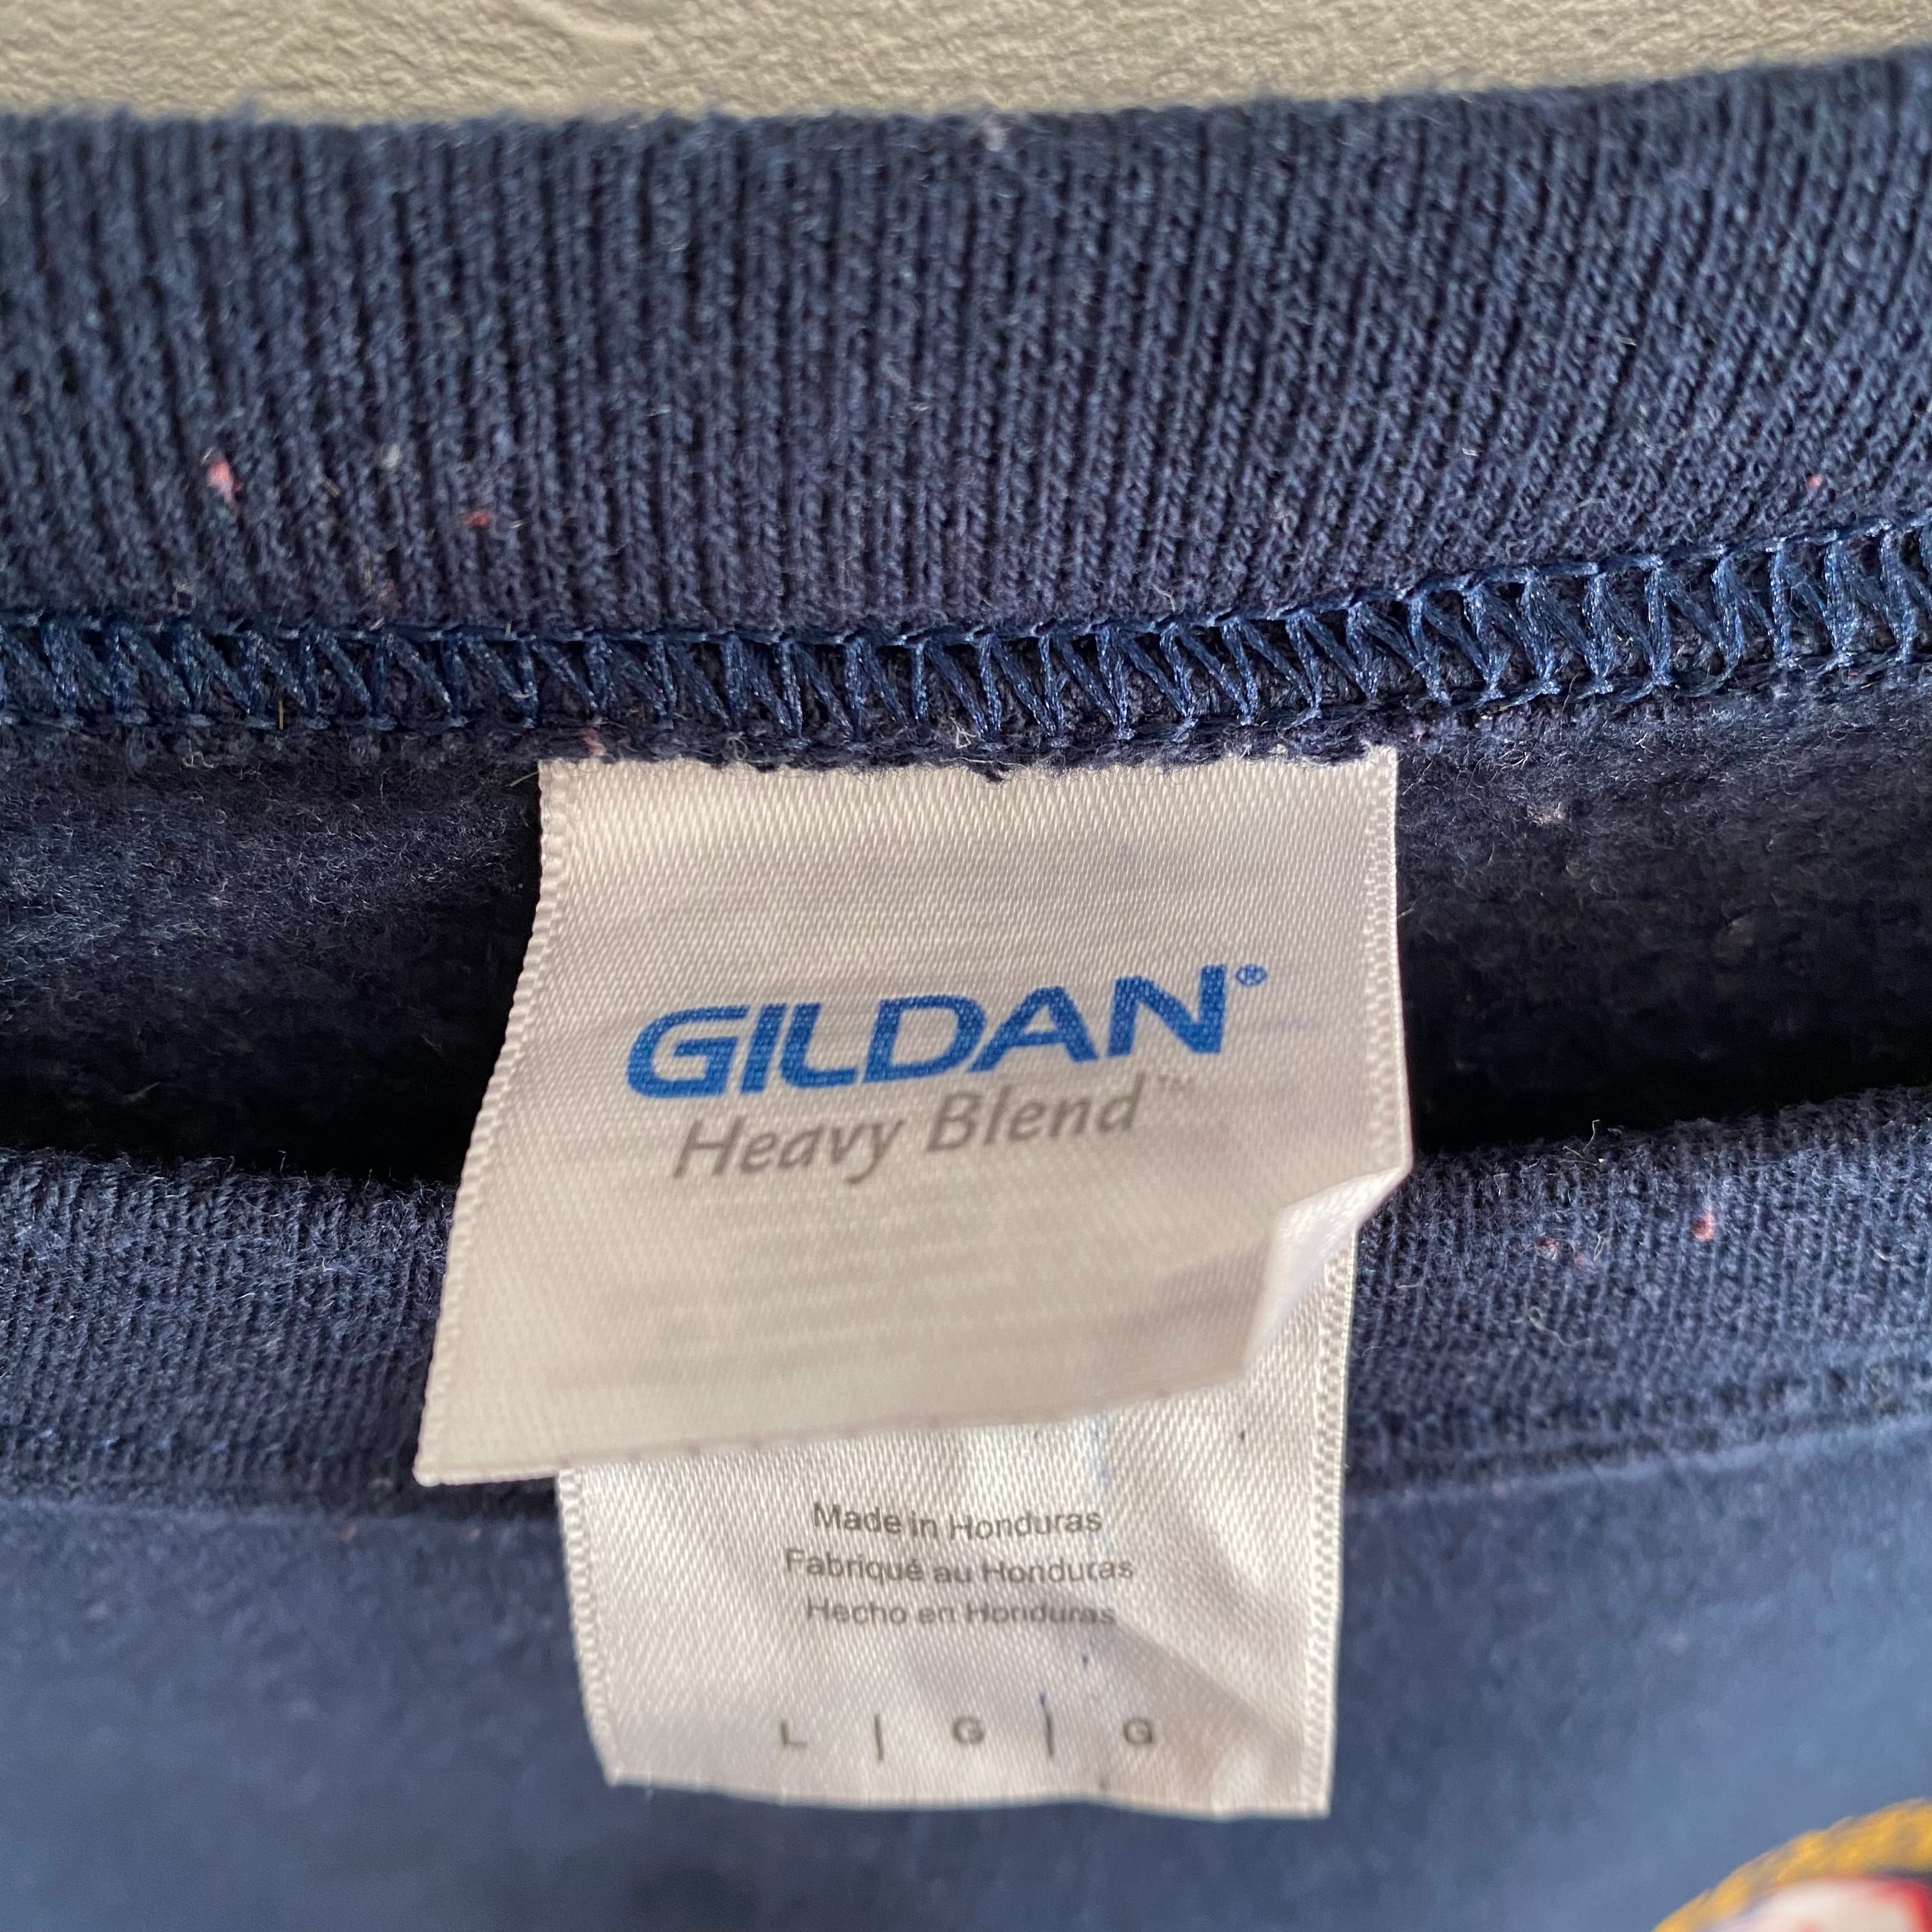 GILDAN®
Heavy Blend™
Made in Honduras
Fabriqué au Honduras
Hecho en Honduras
L | G | G